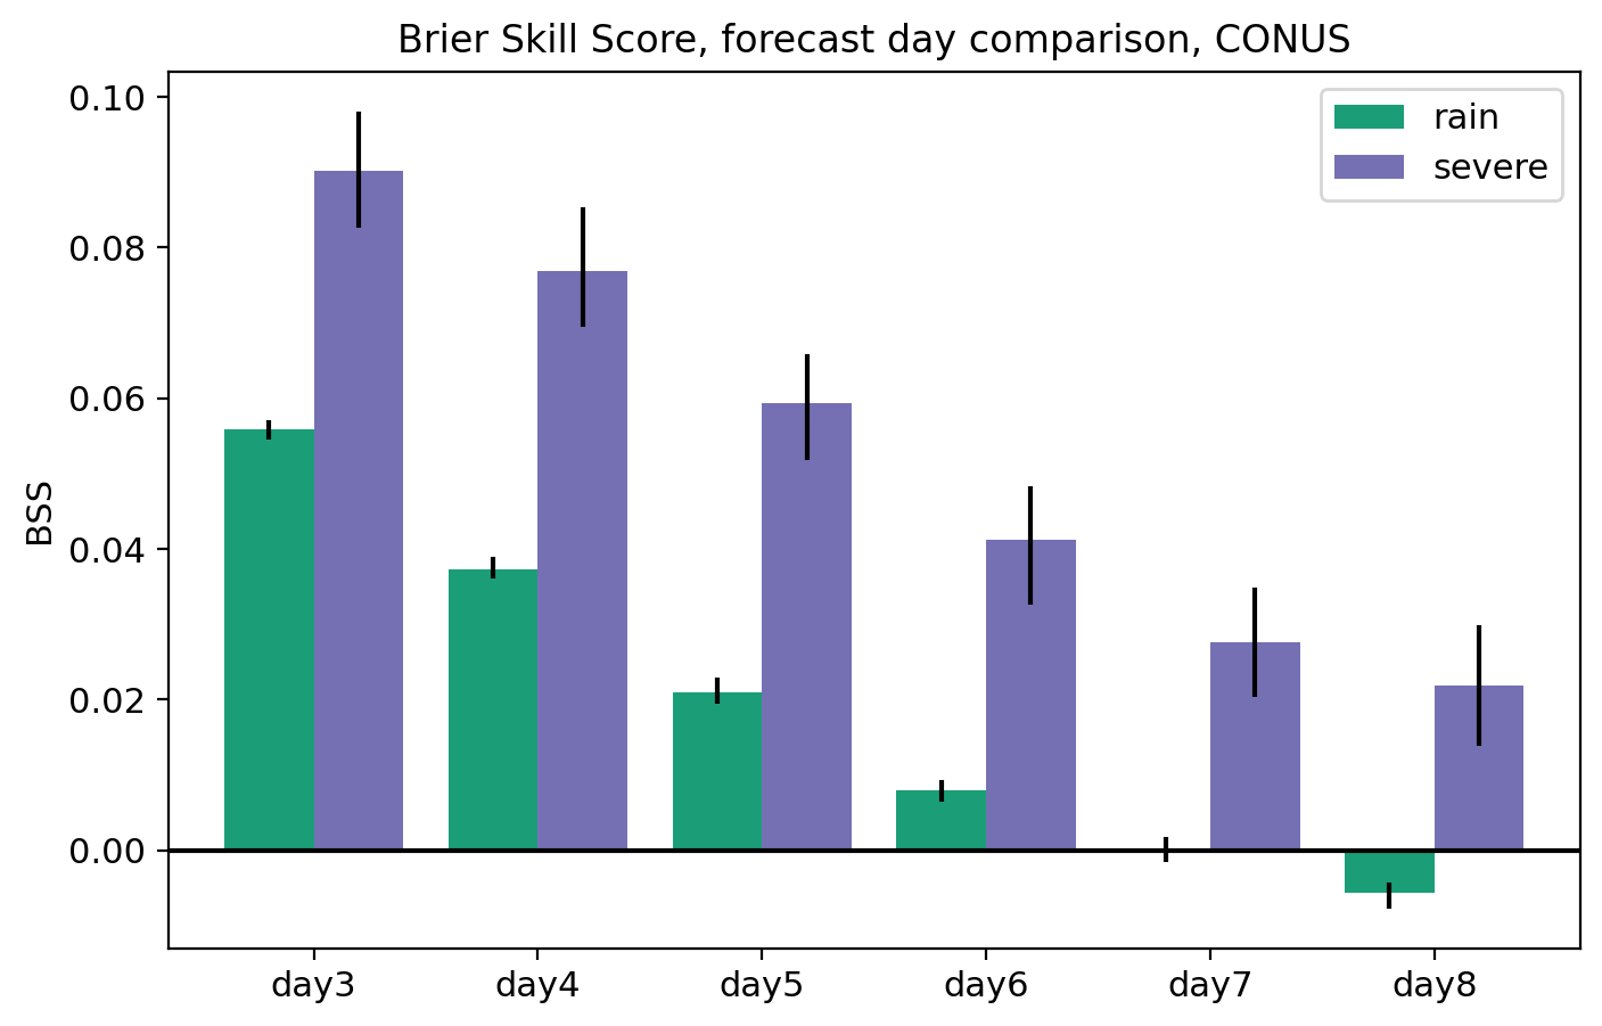 Brier Skill Score, forecast day comparison, CONUS
rain
severe
BSS
0.10
0.08
0.06
0.04
0.02
0.00
day3 day4 day5 day6 day7 day8